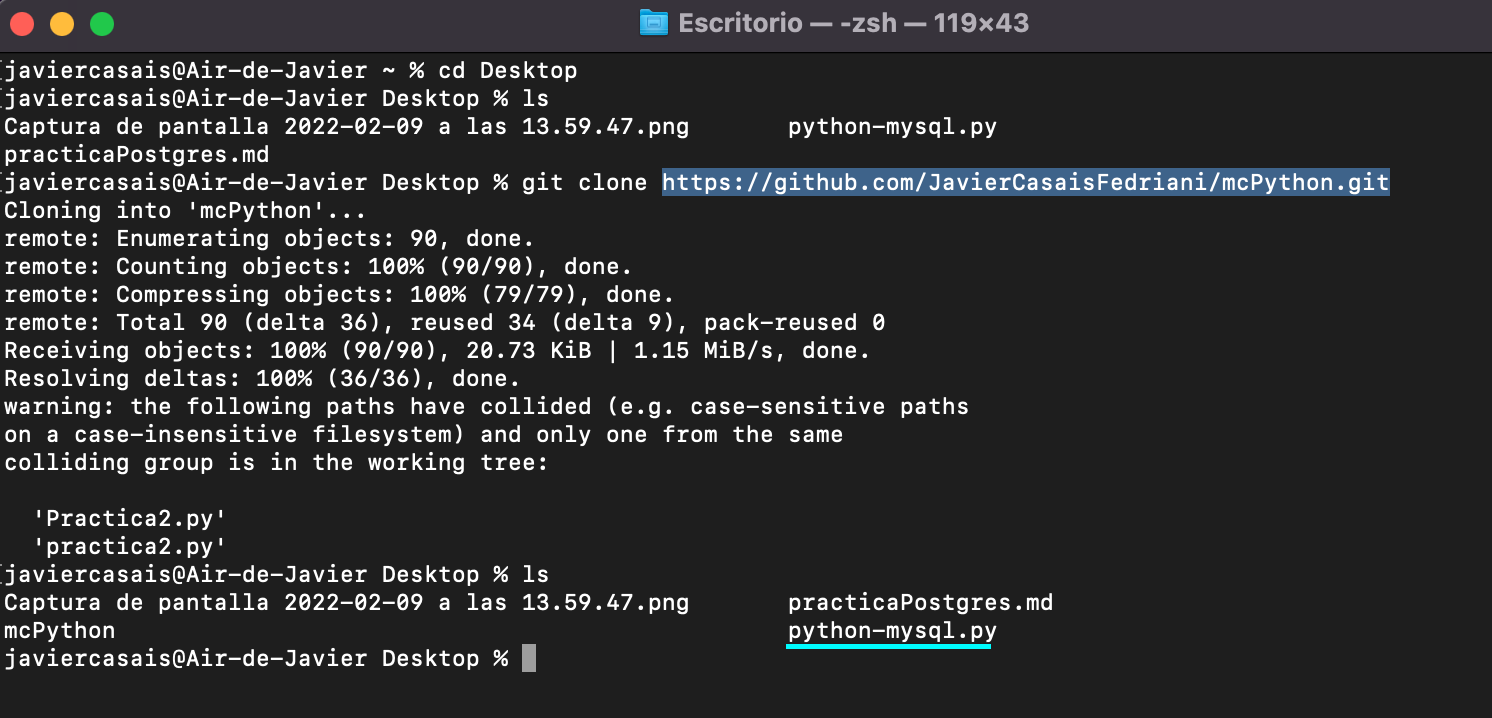 Escritorio — -zsh — 119×43
javiercasais@Air-de-Javier ~ % cd Desktop
javiercasais@Air-de-Javier Desktop % ls
Captura de pantalla 2022-02-09 a las 13.59.47.png       python-mysql.py
practicaPostgres.md
javiercasais@Air-de-Javier Desktop % git clone https://github.com/JavierCasaisFedriani/mcPython.git
Cloning into 'mcPython'...
remote: Enumerating objects: 90, done.
remote: Counting objects: 100% (90/90), done.
remote: Compressing objects: 100% (79/79), done.
remote: Total 90 (delta 36), reused 34 (delta 9), pack-reused 0
Receiving objects: 100% (90/90), 20.73 KiB | 1.15 MiB/s, done.
Resolving deltas: 100% (36/36), done.
warning: the following paths have collided (e.g. case-sensitive paths
on a case-insensitive filesystem) and only one from the same
colliding group is in the working tree:
  'Practica2.py'
  'practica2.py'
javiercasais@Air-de-Javier Desktop % ls
Captura de pantalla 2022-02-09 a las 13.59.47.png       practicaPostgres.md
mcPython                                                python-mysql.py
javiercasais@Air-de-Javier Desktop %